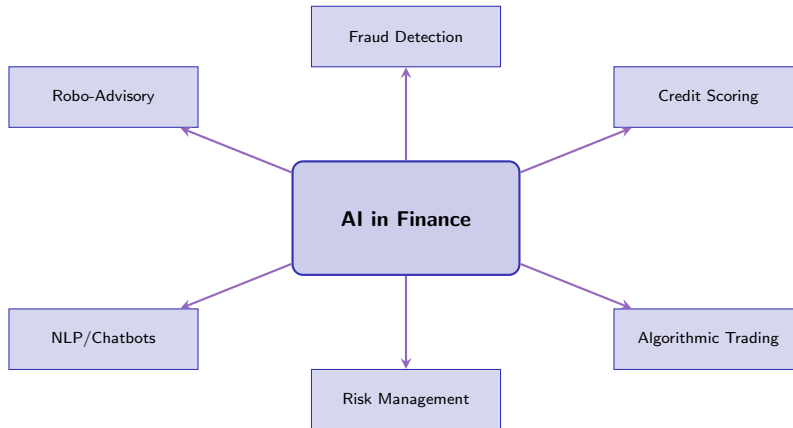 Fraud Detection
Robo-Advisory
Credit Scoring
AI in Finance
NLP/Chatbots
Algorithmic Trading
Risk Management